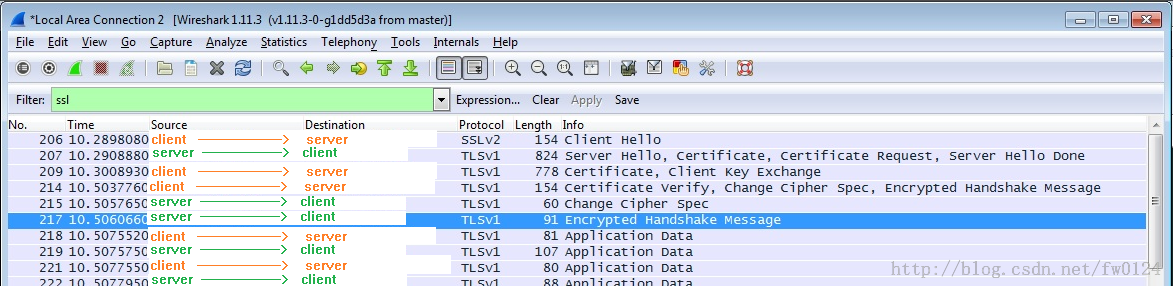 *Local Area Connection 2 [Wireshark 1.11.3 (v1.11.3-0-g1dd5d3a from master)]
File Edit View Go Capture Analyze Statistics Telephony Tools Internals Help
Filter: ssl Expression... Clear Apply Save
No. Time Source Destination Protocol Length Info
206 10.2898080 client server SSLv2 154 Client Hello
207 10.2908880 server client TLSv1 824 Server Hello, Certificate, Certificate Request, Server Hello Done
209 10.3008930 client server TLSv1 778 Certificate, Client Key Exchange
214 10.5037760 client server TLSv1 154 Certificate Verify, Change Cipher Spec, Encrypted Handshake Message
215 10.5057650 server client TLSv1 60 Change Cipher Spec
217 10.5060660 server client TLSv1 91 Encrypted Handshake Message
218 10.5075520 client server TLSv1 81 Application Data
219 10.5075750 server client TLSv1 107 Application Data
221 10.5077550 client server TLSv1 80 Application Data
222 10.5077950 server client TLSv1 88 Application Data
http://blog.csdn.net/fw0124